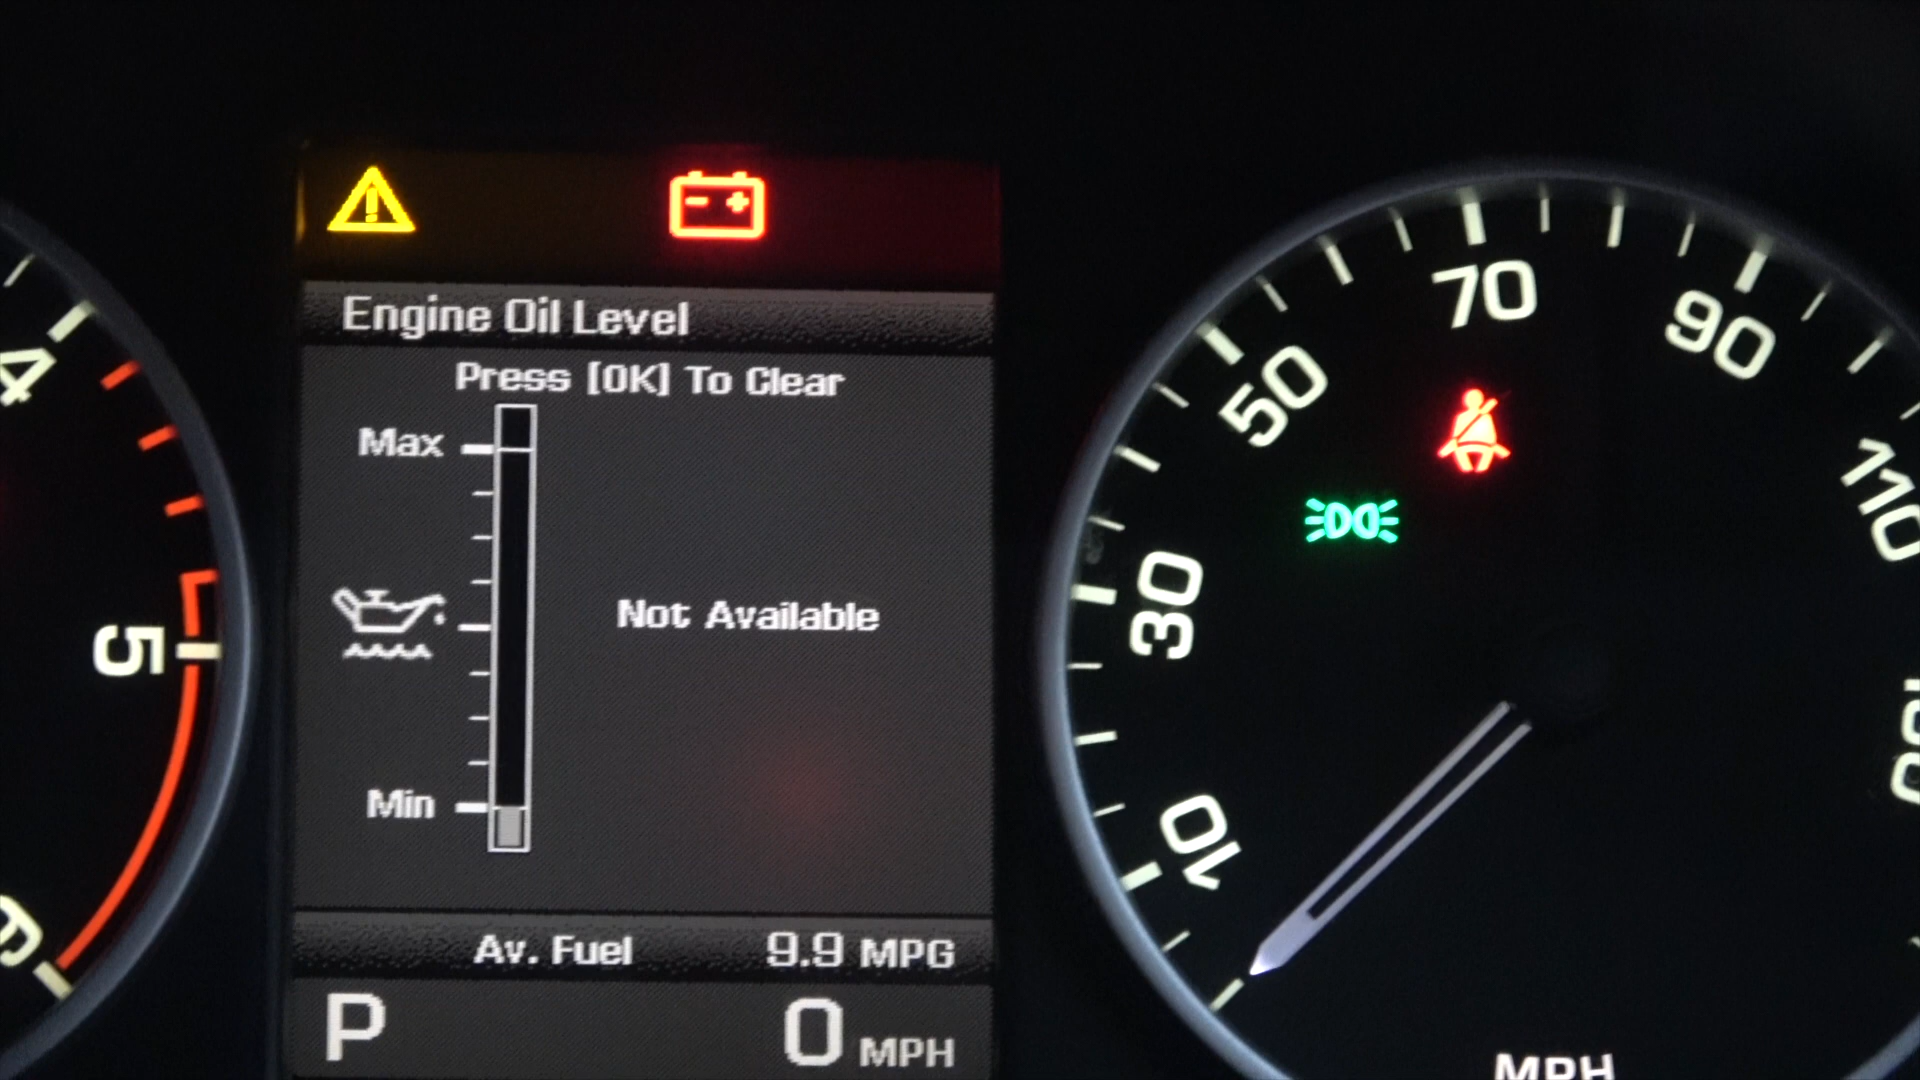 4
5
6
Engine Oil Level
Press [OK] To Clear
Max
Min
Not Available
Av. Fuel 9.9 MPG
P 0 MPH
10
30
50
70
90
110
MPH